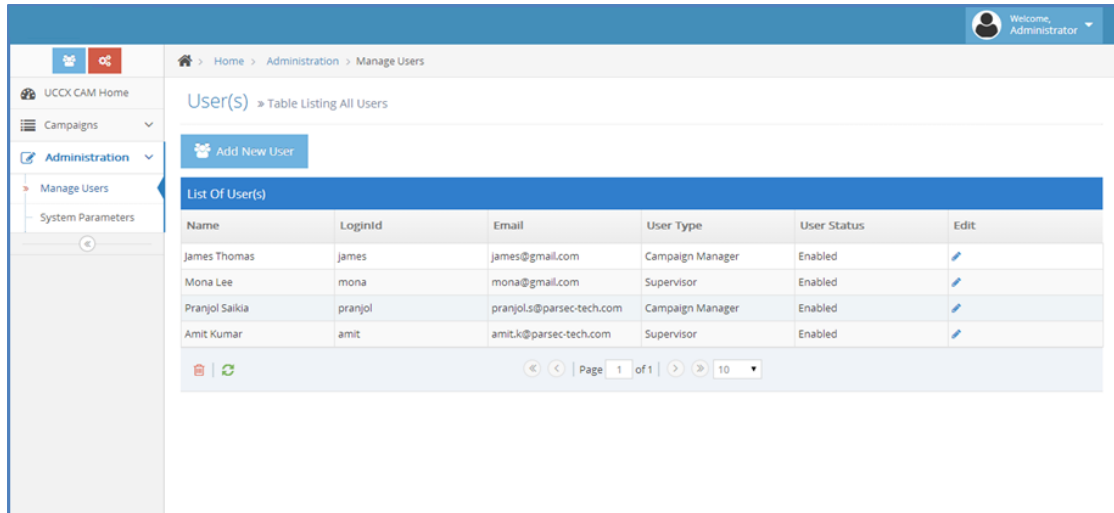 Welcome,
Administrator
> Home > Administration > Manage Users
UCCX CAM Home
Campaigns
Administration
» Manage Users
System Parameters
User(s) » Table Listing All Users
Add New User
List Of User(s)
Name LoginId Email User Type User Status Edit
James Thomas james james@gmail.com Campaign Manager Enabled
Mona Lee mona mona@gmail.com Supervisor Enabled
Pranjol Saikia pranjol pranjol.s@parsec-tech.com Campaign Manager Enabled
Amit Kumar amit amit.k@parsec-tech.com Supervisor Enabled
Page 1 of 1 10